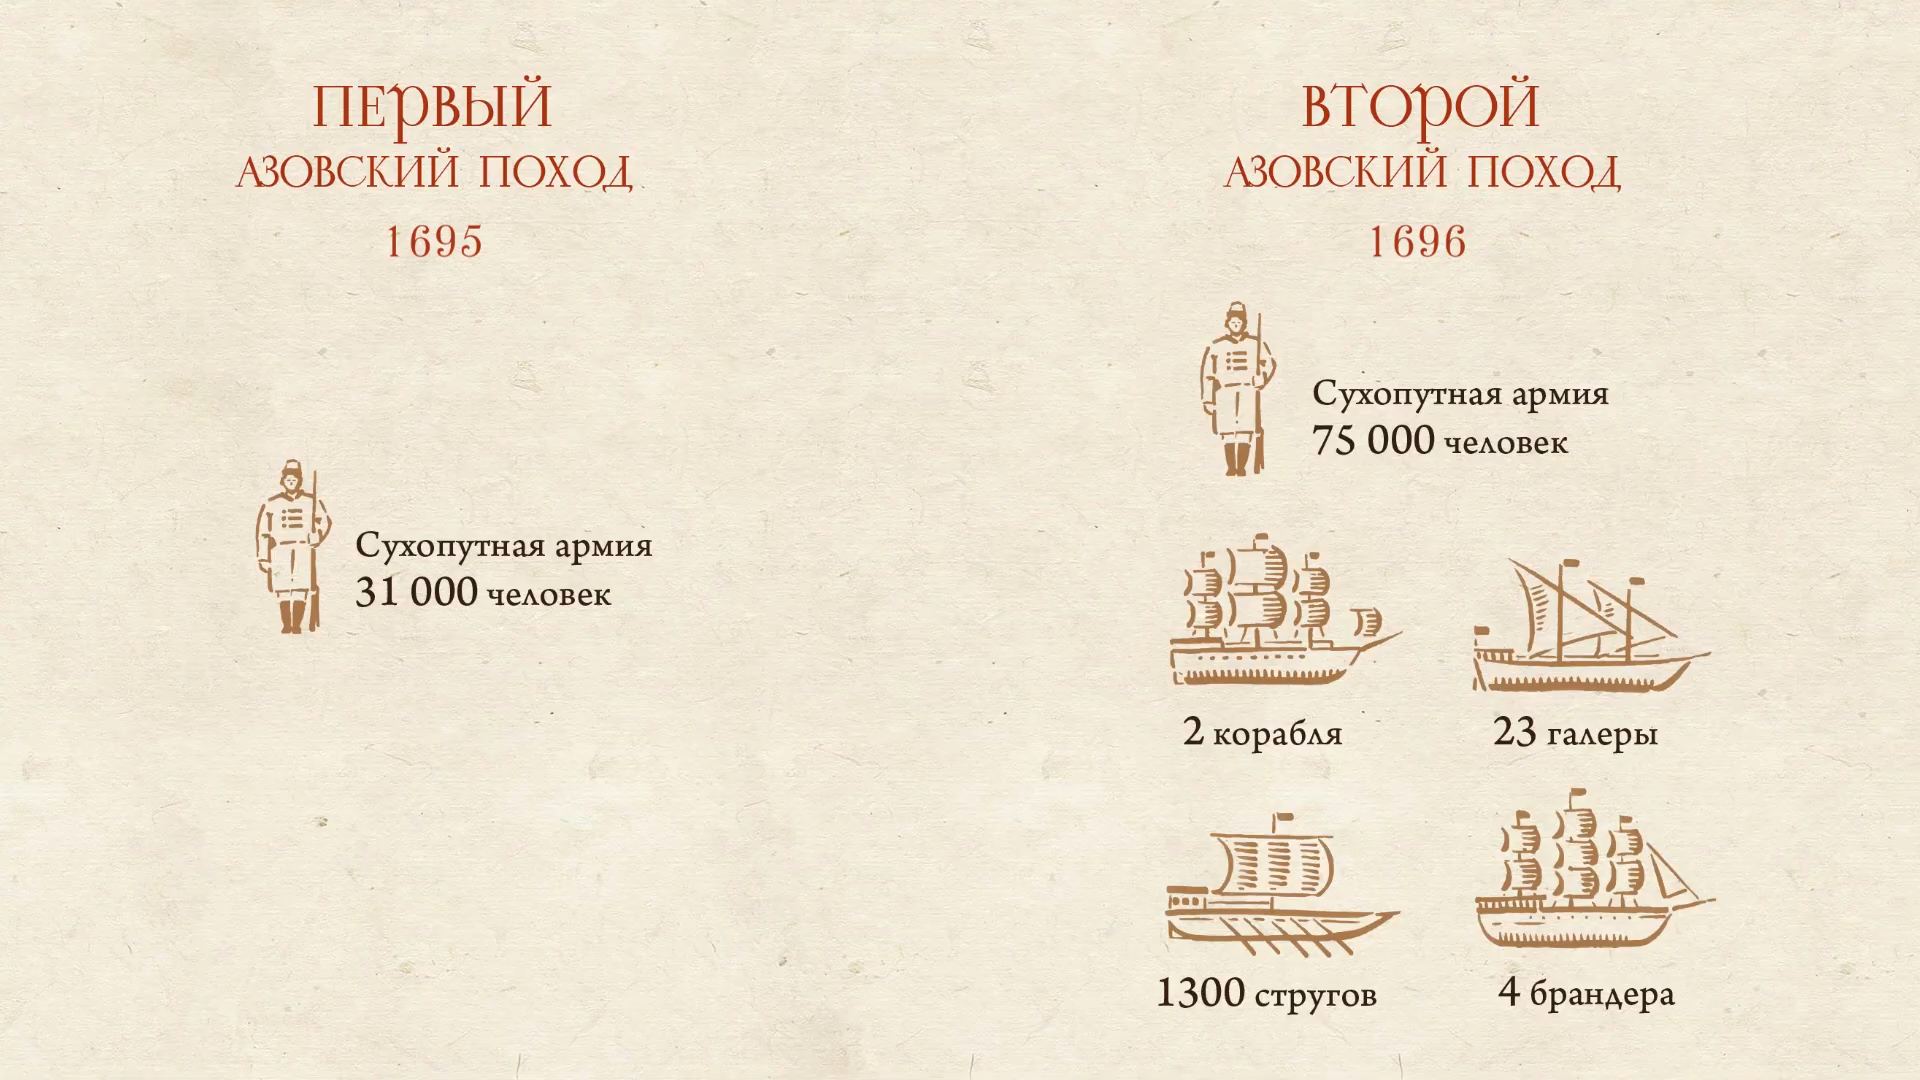 ПЕРВЫЙ
АЗОВСКИЙ ПОХОД
1695
Сухопутная армия
31 000 человек
ВТОРОЙ
АЗОВСКИЙ ПОХОД
1696
Сухопутная армия
75 000 человек
2 корабля
23 галеры
1300 стругов
4 брандера